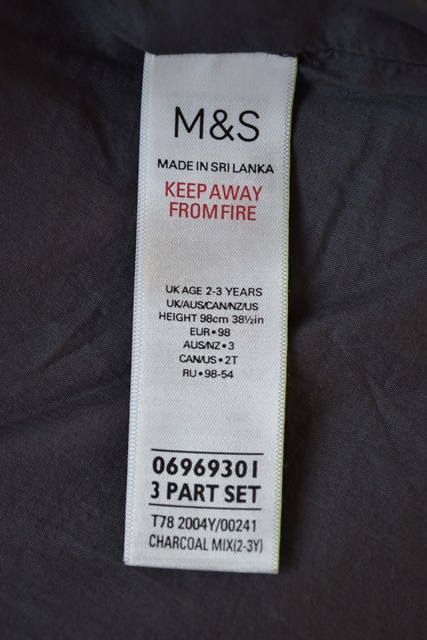 M&S
MADE IN SRI LANKA
KEEP AWAY
FROM FIRE
UK AGE 2-3 YEARS
UK/AUS/CAN/NZ/US
HEIGHT 98cm 38½in
EUR • 98
AUS/NZ • 3
CAN/US • 2T
RU • 98-54
06969301
3 PART SET
T78 2004Y/00241
CHARCOAL MIX(2-3Y)